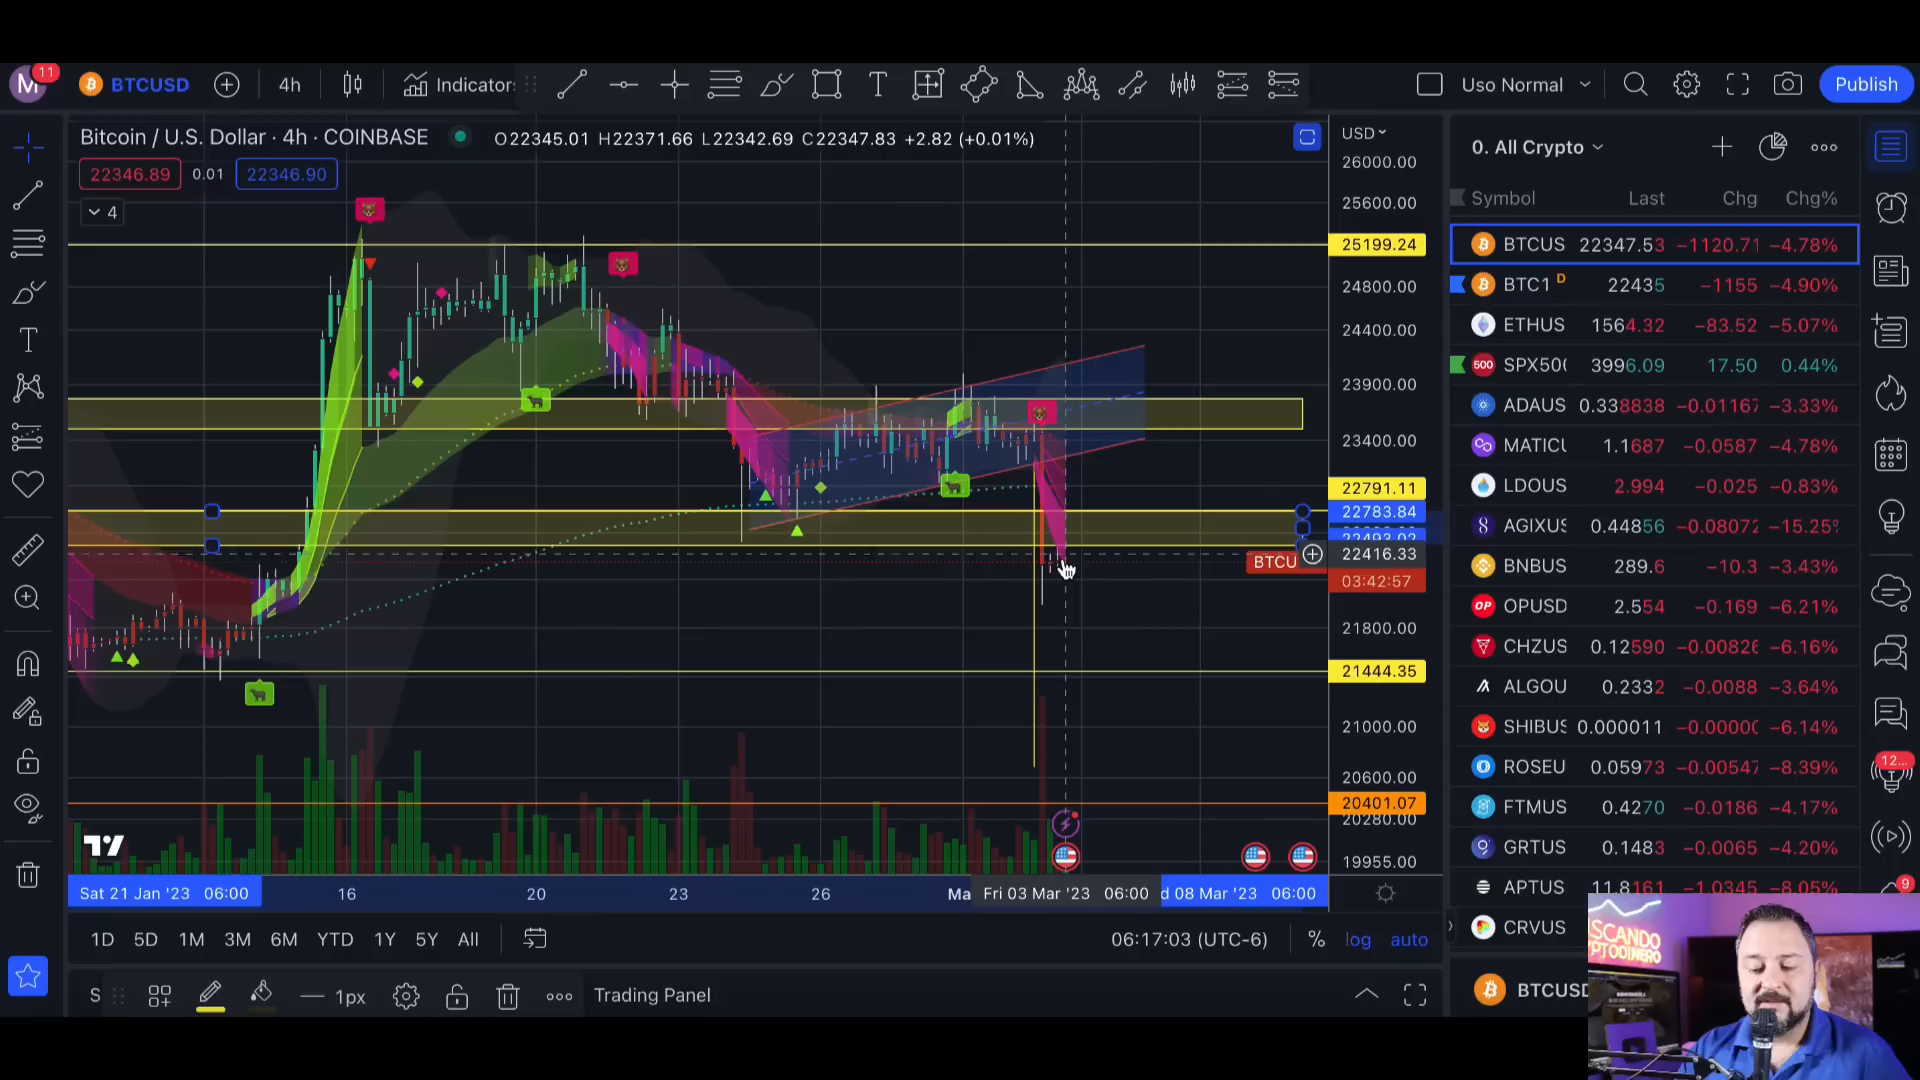 M 11 BTCUSD 4h Indicators Uso Normal Publish
Bitcoin / U.S. Dollar · 4h · COINBASE O22345.01 H22371.66 L22342.69 C22347.83 +2.82 (+0.01%)
22346.89 0.01 22346.90
4
USD
26000.00
25600.00
25199.24
24800.00
24400.00
23900.00
23400.00
22791.11
22783.84
22493.02
BTCU 22416.33
03:42:57
21800.00
21444.35
21000.00
20600.00
20401.07
20280.00
19955.00
Sat 21 Jan '23 06:00 16 20 23 26 Ma Fri 03 Mar '23 06:00 d 08 Mar '23 06:00
1D 5D 1M 3M 6M YTD 1Y 5Y All 06:17:03 (UTC-6) % log auto
S 1px Trading Panel
0. All Crypto
Symbol Last Chg Chg%
BTCUS 22347.53 −1120.71 −4.78%
BTC1 D 22435 −1155 −4.90%
ETHUS 1564.32 −83.52 −5.07%
500 SPX50( 3996.09 17.50 0.44%
ADAUS 0.338838 −0.01167 −3.33%
MATICU 1.1687 −0.0587 −4.78%
LDOUS 2.994 −0.025 −0.83%
AGIXUS 0.44856 −0.08072 −15.25%
BNBUS 289.6 −10.3 −3.43%
OP OPUSD 2.554 −0.169 −6.21%
CHZUS 0.12590 −0.00826 −6.16%
ALGOU 0.2332 −0.0088 −3.64%
SHIBUS 0.000011 −0.00000 −6.14%
ROSEU 0.05973 −0.00547 −8.39%
FTMUS 0.4270 −0.0186 −4.17%
GRTUS 0.1483 −0.0065 −4.20%
APTUS 11.8161 −1.0345 −8.05%
CRVUS
BTCUSD
12...
9
SCANDO
YPTODINERO